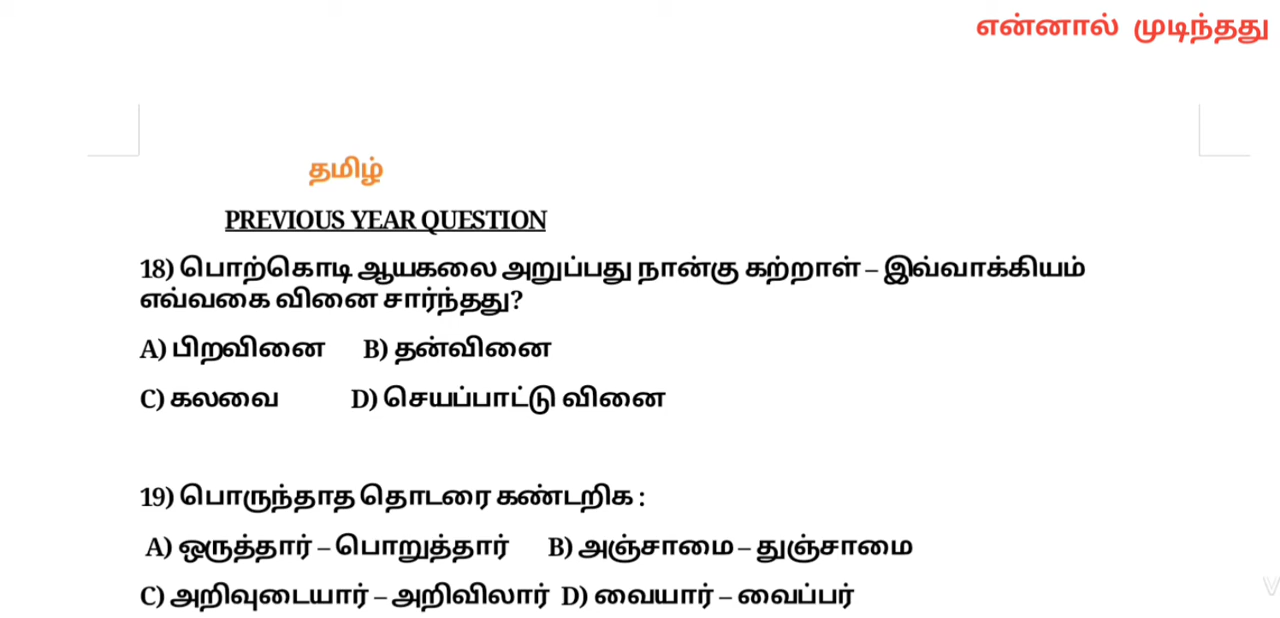 என்னால் முடிந்தது
தமிழ்
PREVIOUS YEAR QUESTION
18) பொற்கொடி ஆயகலை அறுப்பது நான்கு கற்றாள் – இவ்வாக்கியம்
எவ்வகை வினை சார்ந்தது?
A) பிறவினை B) தன்வினை
C) கலவை D) செயப்பாட்டு வினை
19) பொருந்தாத தொடரை கண்டறிக :
A) ஒருத்தார் – பொறுத்தார் B) அஞ்சாமை – துஞ்சாமை
C) அறிவுடையார் – அறிவிலார் D) வையார் – வைப்பர்